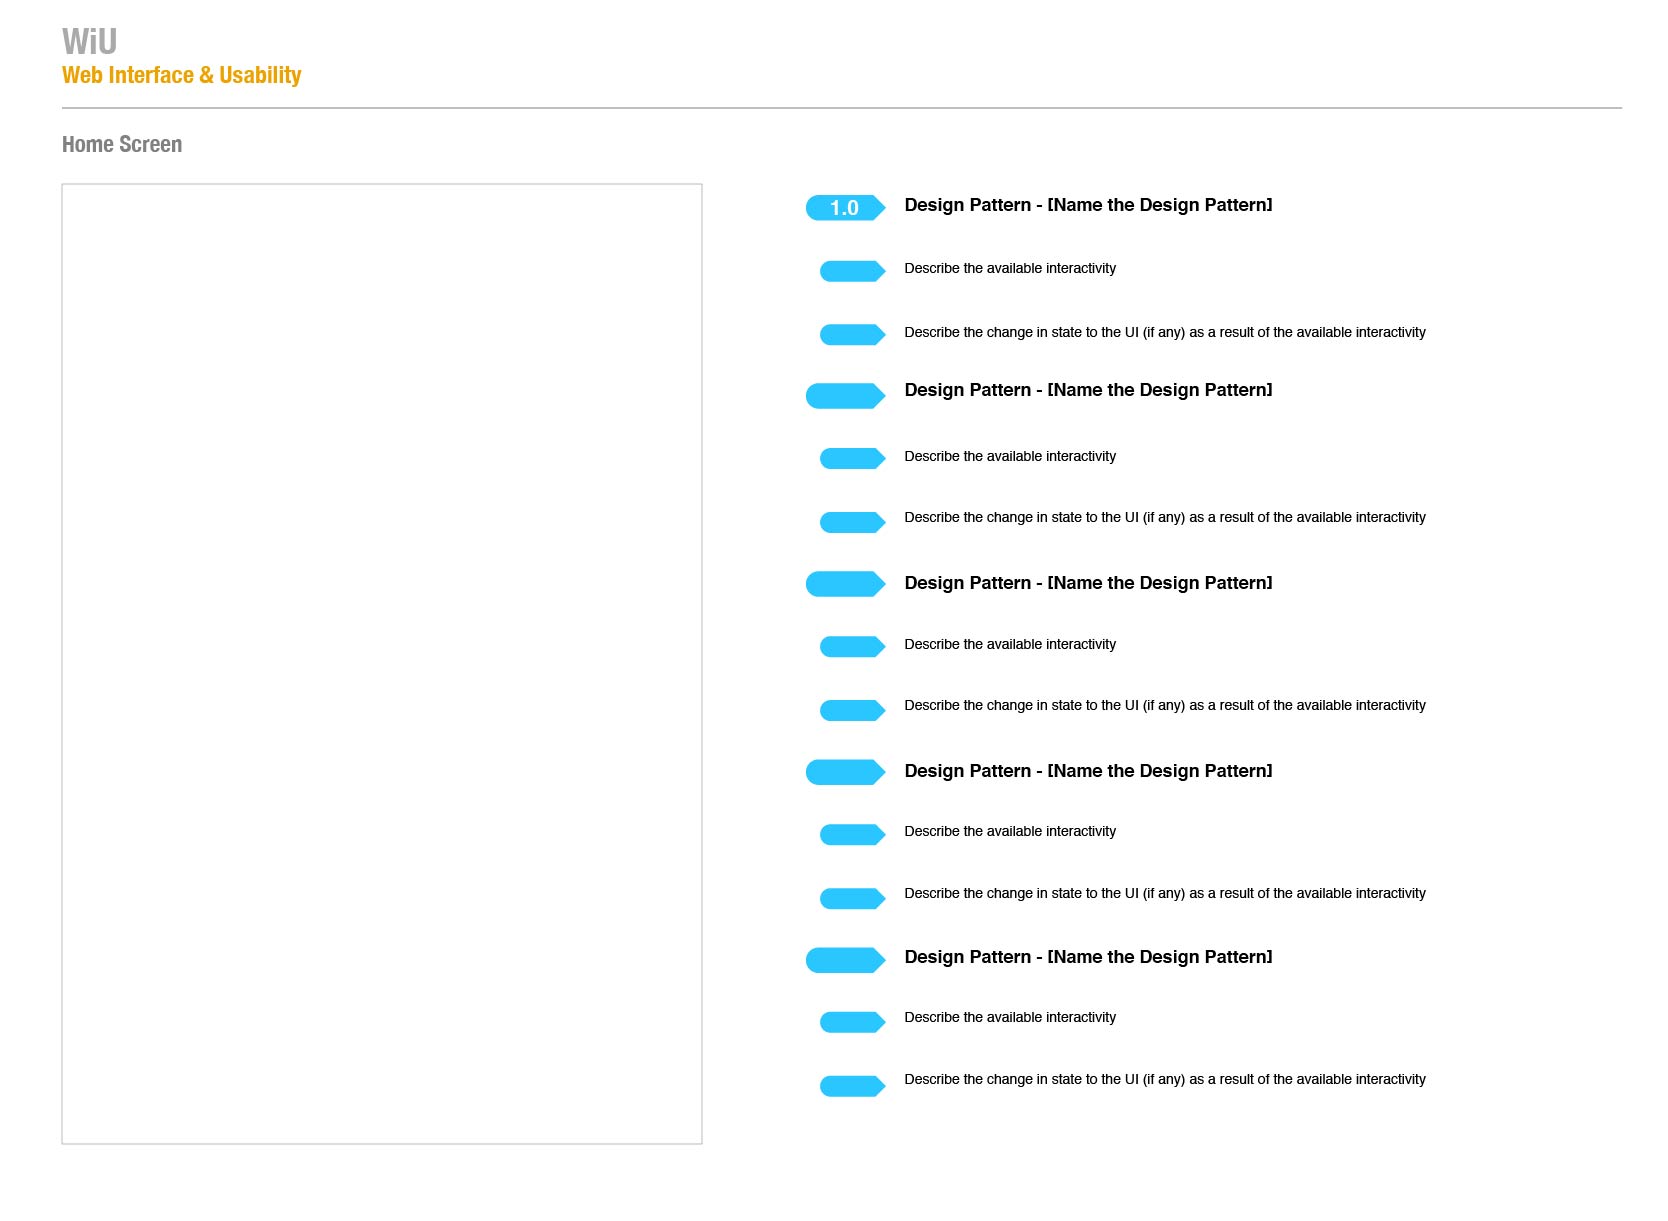 WiU
Web Interface & Usability
Home Screen
1.0 Design Pattern - [Name the Design Pattern]
Describe the available interactivity
Describe the change in state to the UI (if any) as a result of the available interactivity
Design Pattern - [Name the Design Pattern]
Describe the available interactivity
Describe the change in state to the UI (if any) as a result of the available interactivity
Design Pattern - [Name the Design Pattern]
Describe the available interactivity
Describe the change in state to the UI (if any) as a result of the available interactivity
Design Pattern - [Name the Design Pattern]
Describe the available interactivity
Describe the change in state to the UI (if any) as a result of the available interactivity
Design Pattern - [Name the Design Pattern]
Describe the available interactivity
Describe the change in state to the UI (if any) as a result of the available interactivity